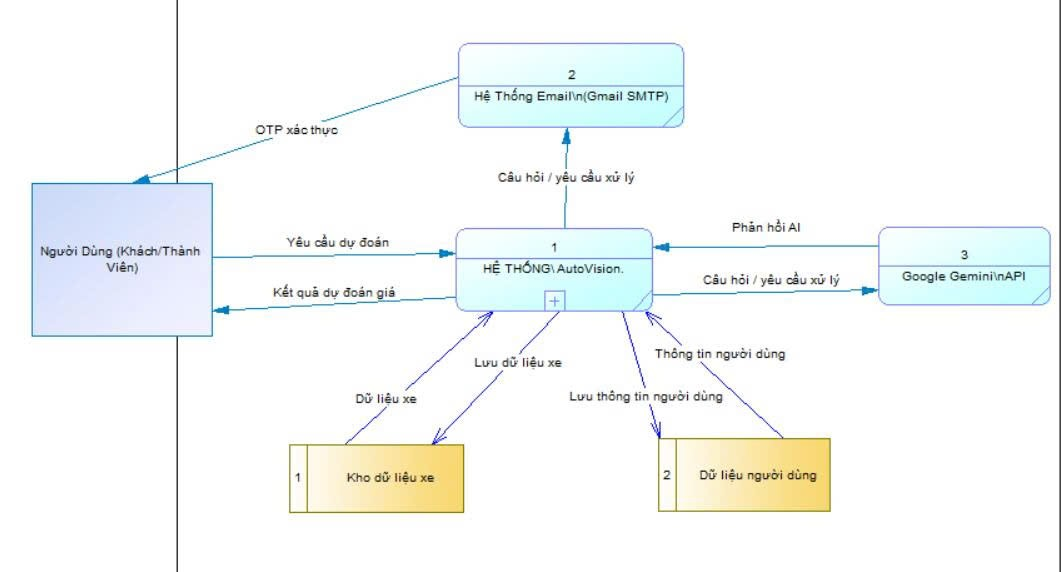 2
Hệ Thống Email\n(Gmail SMTP)
OTP xác thực
Câu hỏi / yêu cầu xử lý
Người Dùng (Khách/Thành
Viên)
Yêu cầu dự đoán
Kết quả dự đoán giá
1
HỆ THỐNG\ AutoVision.
Phản hồi AI
Câu hỏi / yêu cầu xử lý
3
Google Gemini\nAPI
Lưu dữ liệu xe
Thông tin người dùng
Dữ liệu xe
Lưu thông tin người dùng
1
Kho dữ liệu xe
2
Dữ liệu người dùng